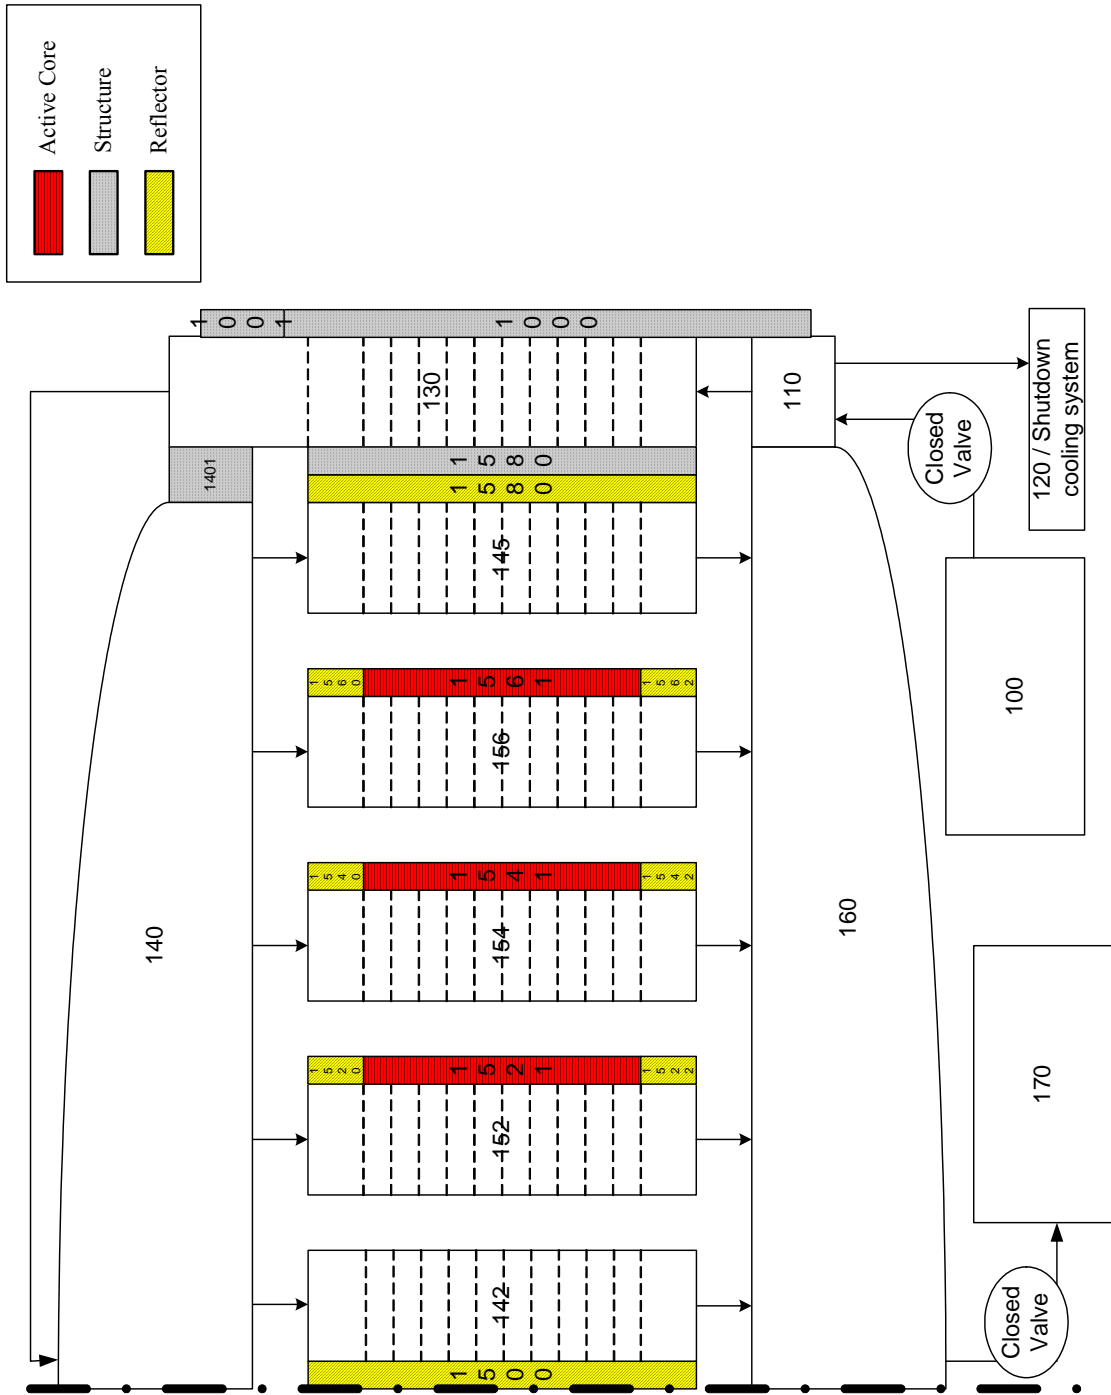 Active Core
Structure
Reflector
1001
1000
130
110
1401
1580
1580
145
Closed
Valve
120 / Shutdown
cooling system
1560
1561
1562
156
100
1540
1541
1542
154
140
160
1520
1521
1522
152
170
142
1500
Closed
Valve